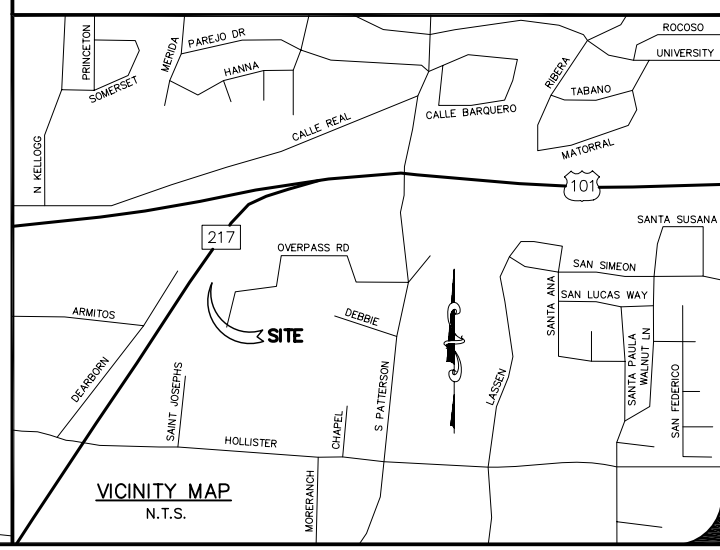 ROCOSO
PRINCETON
MERIDA
PAREJO DR
UNIVERSITY
HANNA
SOMERSET
RIBERA
TABANO
CALLE BARQUERO
CALLE REAL
MATORRAL
N KELLOGG
101
SANTA SUSANA
217
OVERPASS RD
SAN SIMEON
SANTA ANA
SAN LUCAS WAY
ARMITOS
DEBBIE
SITE
SANTA PAULA
WALNUT LN
DEARBORN
LASSEN
S PATTERSON
SAN FEDERICO
SAINT JOSEPHS
CHAPEL
HOLLISTER
VICINITY MAP
N.T.S.
MORERANCH